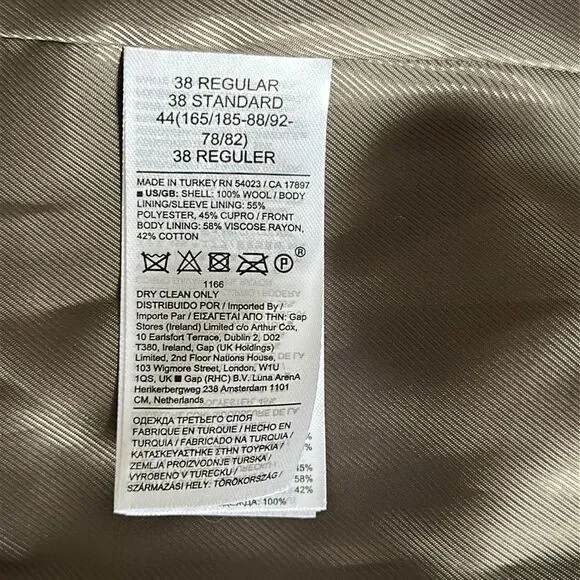 38 REGULAR
38 STANDARD
44(165/185-88/92-
78/82)
38 REGULER
MADE IN TURKEY RN 54023 / CA 17897
■ US/GB: SHELL: 100% WOOL / BODY
LINING/SLEEVE LINING: 55%
POLYESTER, 45% CUPRO / FRONT
BODY LINING: 58% VISCOSE RAYON,
42% COTTON
P ®
1166
DRY CLEAN ONLY
DISTRIBUIDO POR / Imported By /
Importe Par / ΕΙΣΑΓΕΤΑΙ ΑΠΟ ΤΗΝ: Gap
Stores (Ireland) Limited c/o Arthur Cox,
10 Earlsfort Terrace, Dublin 2, D02
T380, Ireland, Gap (UK Holdings)
Limited, 2nd Floor Nations House,
103 Wigmore Street, London, W1U
1QS, UK ■ Gap (RHC) B.V. Luna ArenA
Herikerbergweg 238 Amsterdam 1101
CM, Netherlands
ОДЕЖДА ТРЕТЬЕГО СЛОЯ
FABRIQUE EN TURQUIE / HECHO EN
TURQUIA / FABRICADO NA TURQUIA /
ΚΑΤΑΣΚΕΥΑΣΤΗΚΕ ΣΤΗΝ ΤΟΥΡΚΙΑ /
ZEMLJA PROIZVODNJE TURSKA /
VYROBENO V TURECKU /
SZÁRMAZÁSI HELY: TÖRÖKORSZÁG /
45%
58%
42%
100%